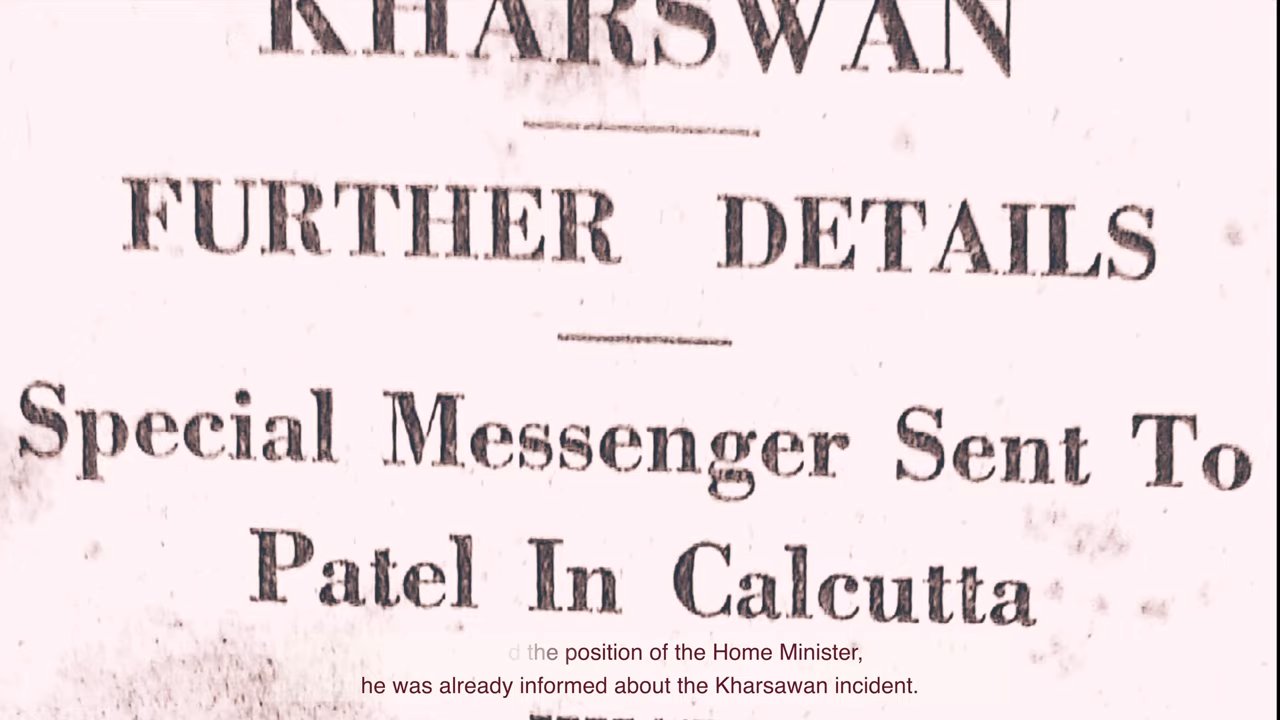 KHARSWAN
FURTHER DETAILS
Special Messenger Sent To
Patel In Calcutta
the position of the Home Minister,
he was already informed about the Kharsawan incident.